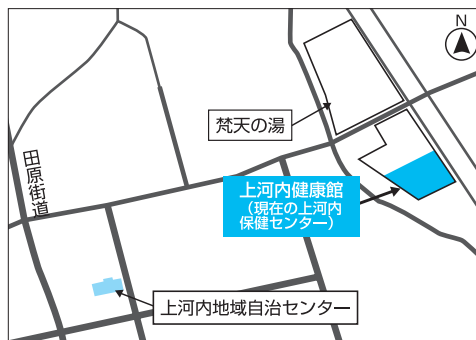 N
梵天の湯
田原街道
上河内健康館
(現在の上河内
保健センター)
上河内地域自治センター